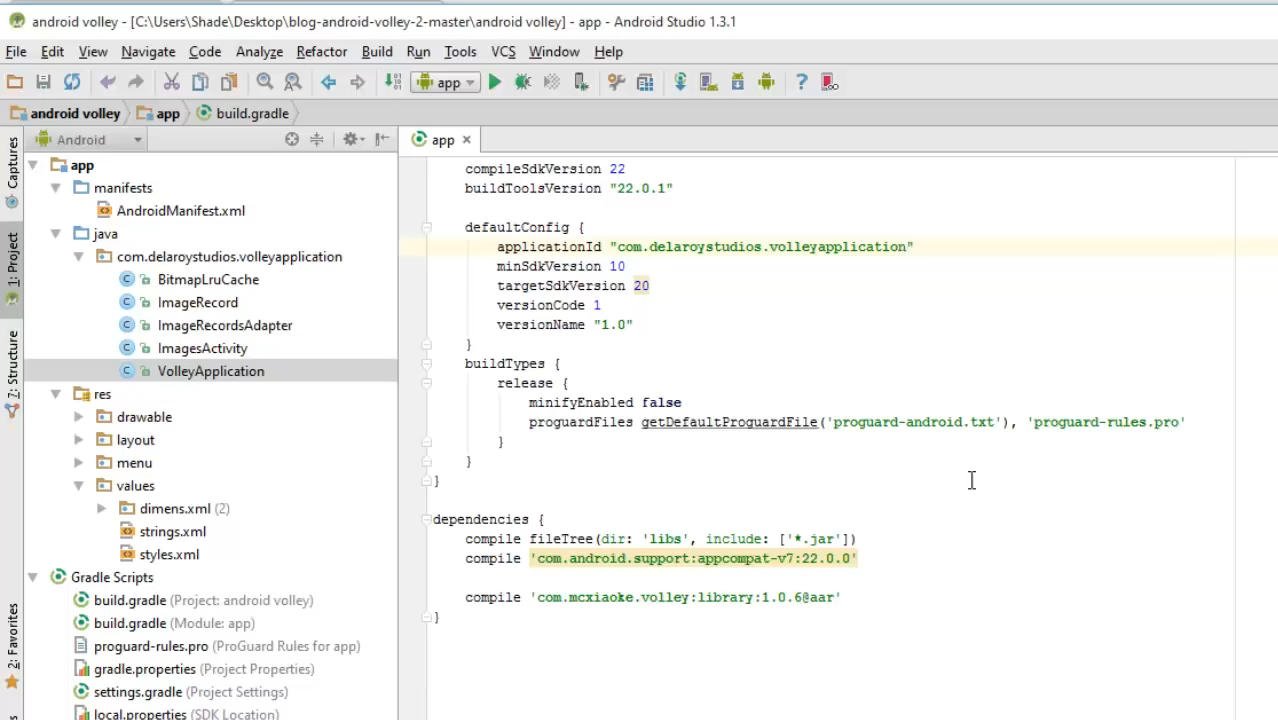 android volley - [C:\Users\Shade\Desktop\blog-android-volley-2-master\android volley] - app - Android Studio 1.3.1
File Edit View Navigate Code Analyze Refactor Build Run Tools VCS Window Help
app
android volley app build.gradle
Captures
1: Project
7: Structure
2: Favorites
Android
app
manifests
AndroidManifest.xml
java
com.delaroystudios.volleyapplication
BitmapLruCache
ImageRecord
ImageRecordsAdapter
ImagesActivity
VolleyApplication
res
drawable
layout
menu
values
dimens.xml (2)
strings.xml
styles.xml
Gradle Scripts
build.gradle (Project: android volley)
build.gradle (Module: app)
proguard-rules.pro (ProGuard Rules for app)
gradle.properties (Project Properties)
settings.gradle (Project Settings)
local.properties (SDK Location)
app
compileSdkVersion 22
buildToolsVersion "22.0.1"
defaultConfig {
applicationId "com.delaroystudios.volleyapplication"
minSdkVersion 10
targetSdkVersion 20
versionCode 1
versionName "1.0"
}
buildTypes {
release {
minifyEnabled false
proguardFiles getDefaultProguardFile('proguard-android.txt'), 'proguard-rules.pro'
}
}
}
dependencies {
compile fileTree(dir: 'libs', include: ['*.jar'])
compile 'com.android.support:appcompat-v7:22.0.0'
compile 'com.mcxiaoke.volley:library:1.0.6@aar'
}